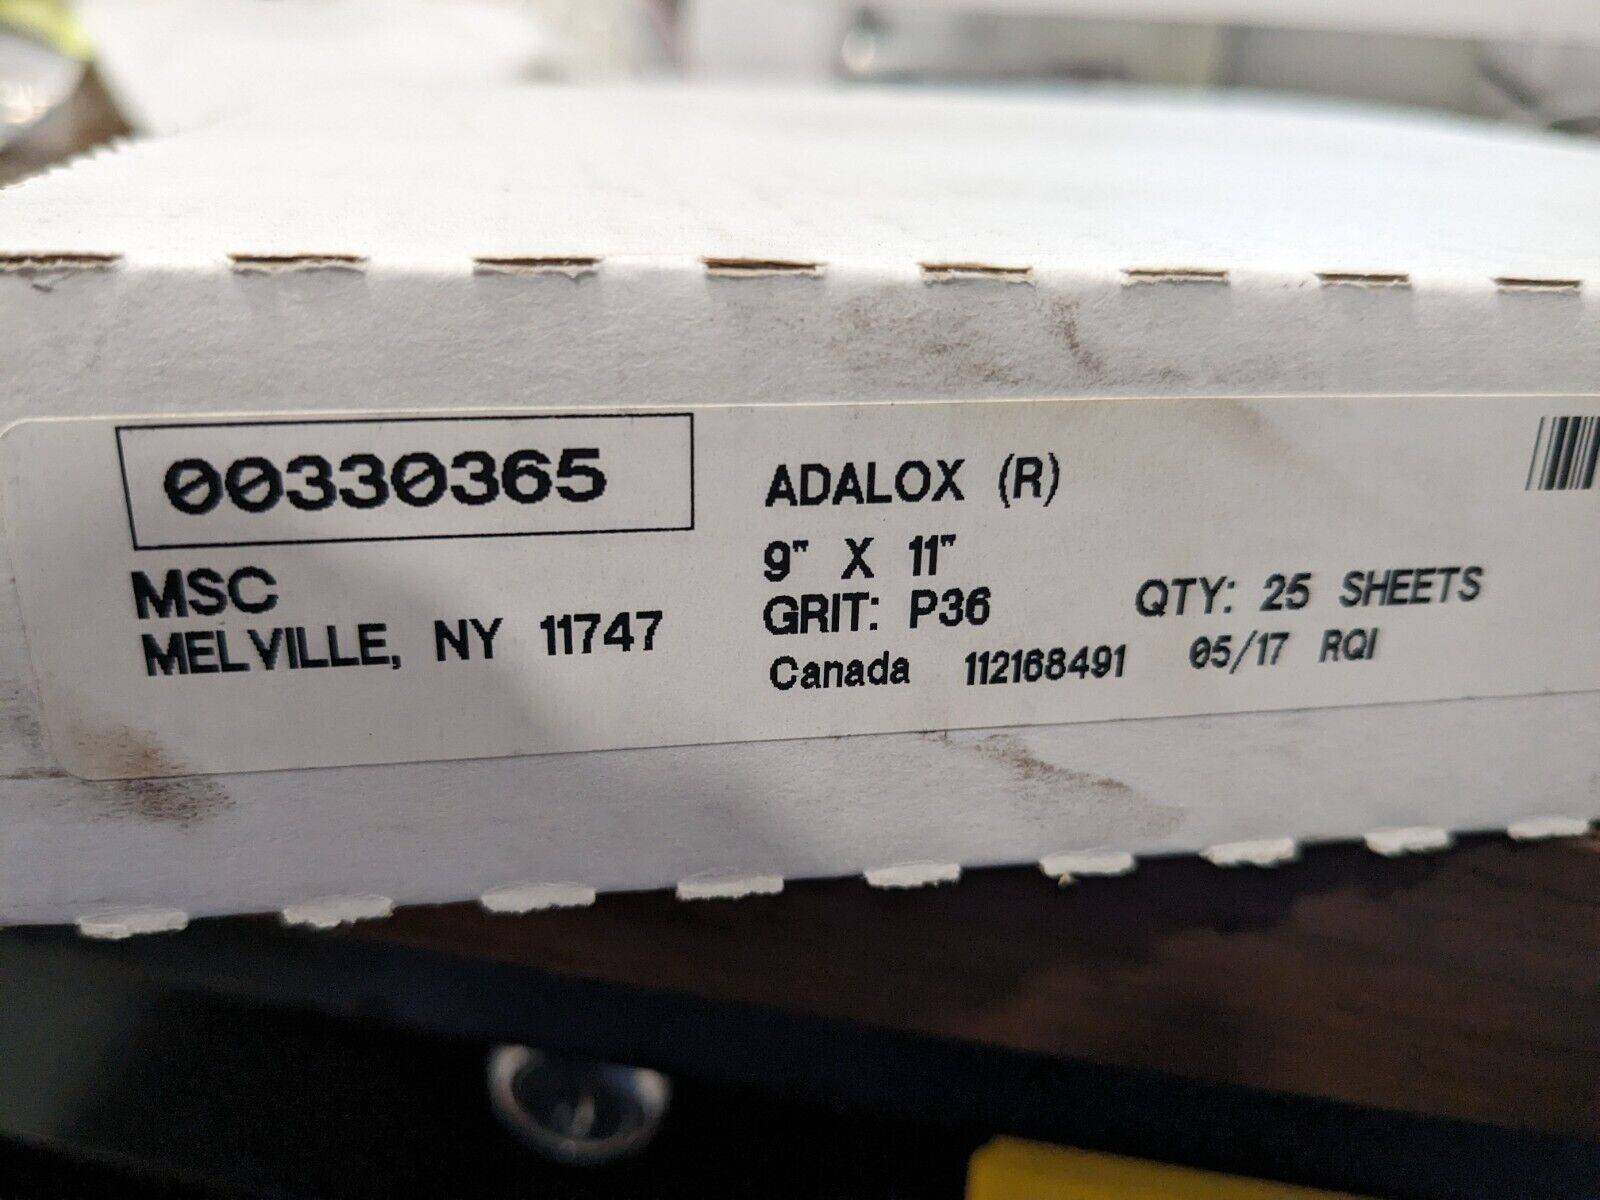 00330365
MSC
MELVILLE, NY 11747
ADALOX (R)
9" X 11"
GRIT: P36 QTY: 25 SHEETS
Canada 112168491 05/17 RQI